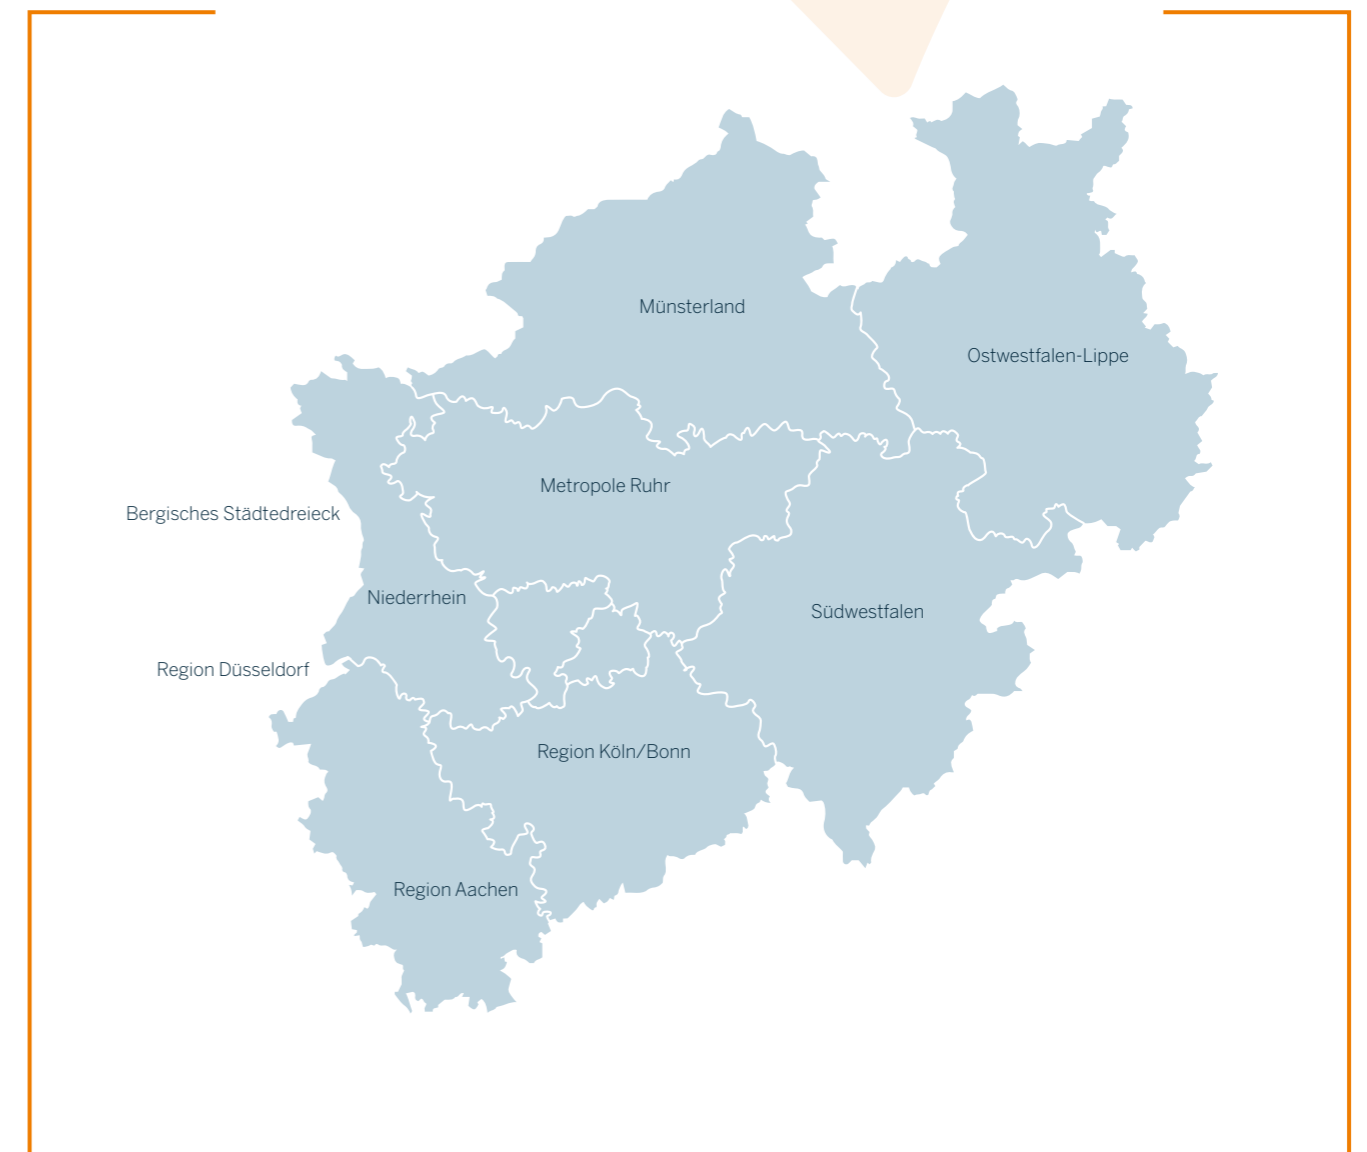 Münsterland
Ostwestfalen-Lippe
Metropole Ruhr
Bergisches Städtedreieck
Niederrhein
Südwestfalen
Region Düsseldorf
Region Köln/Bonn
Region Aachen